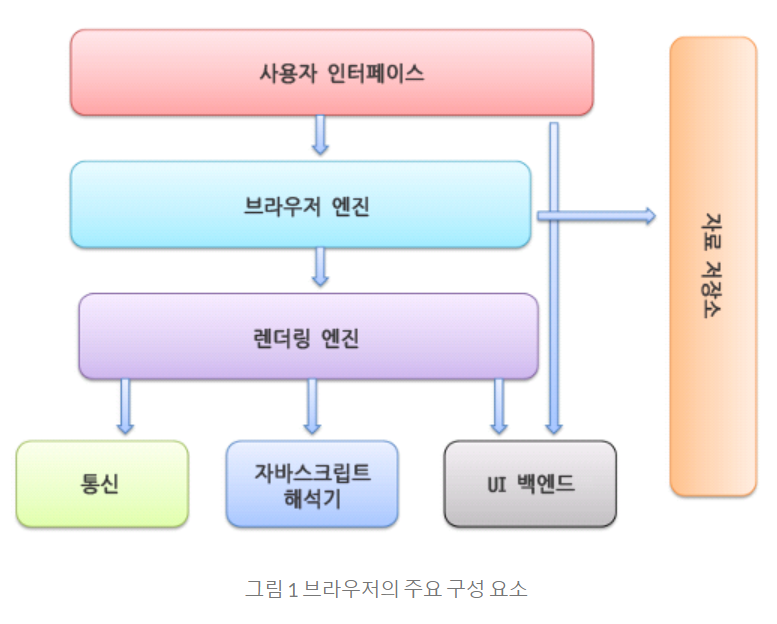 사용자 인터페이스
브라우저 엔진
자료 저장소
렌더링 엔진
통신
자바스크립트
해석기
UI 백엔드
그림 1 브라우저의 주요 구성 요소